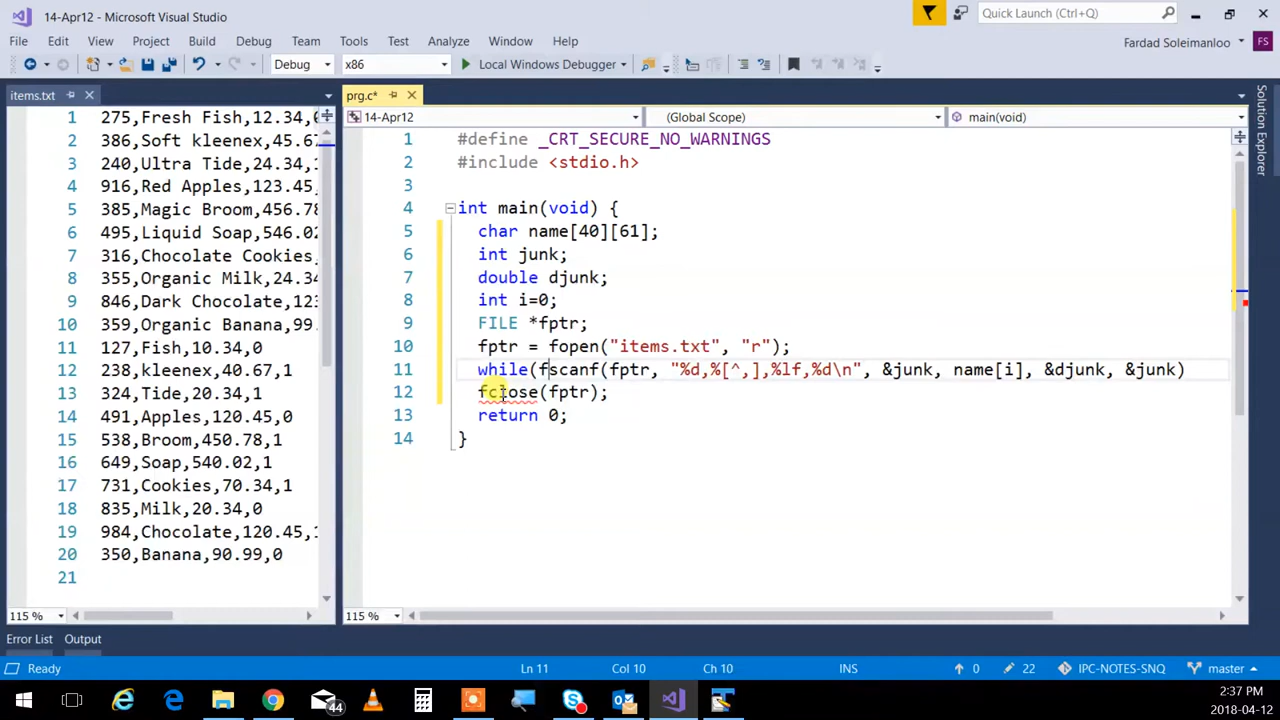 14-Apr12 - Microsoft Visual Studio
Quick Launch (Ctrl+Q)
File Edit View Project Build Debug Team Tools Test Analyze Window Help
Fardad Soleimanloo FS
Debug x86 Local Windows Debugger
items.txt
prg.c*
14-Apr12 (Global Scope) main(void)
Solution Explorer
1 275,Fresh Fish,12.34,0
2 386,Soft kleenex,45.67
3 240,Ultra Tide,24.34,1
4 916,Red Apples,123.45,
5 385,Magic Broom,456.78
6 495,Liquid Soap,546.02
7 316,Chocolate Cookies,
8 355,Organic Milk,24.34
9 846,Dark Chocolate,123
10 359,Organic Banana,99.
11 127,Fish,10.34,0
12 238,kleenex,40.67,1
13 324,Tide,20.34,1
14 491,Apples,120.45,0
15 538,Broom,450.78,1
16 649,Soap,540.02,1
17 731,Cookies,70.34,1
18 835,Milk,20.34,0
19 984,Chocolate,120.45,1
20 350,Banana,90.99,0
21
1 #define _CRT_SECURE_NO_WARNINGS
2 #include <stdio.h>
3
4 int main(void) {
5 char name[40][61];
6 int junk;
7 double djunk;
8 int i=0;
9 FILE *fptr;
10 fptr = fopen("items.txt", "r");
11 while(fscanf(fptr, "%d,%[^,],%lf,%d\n", &junk, name[i], &djunk, &junk)
12 fclose(fptr);
13 return 0;
14 }
115 %
115 %
Error List Output
Ready Ln 11 Col 10 Ch 10 INS 0 22 IPC-NOTES-SNQ master
44
2:37 PM
2018-04-12